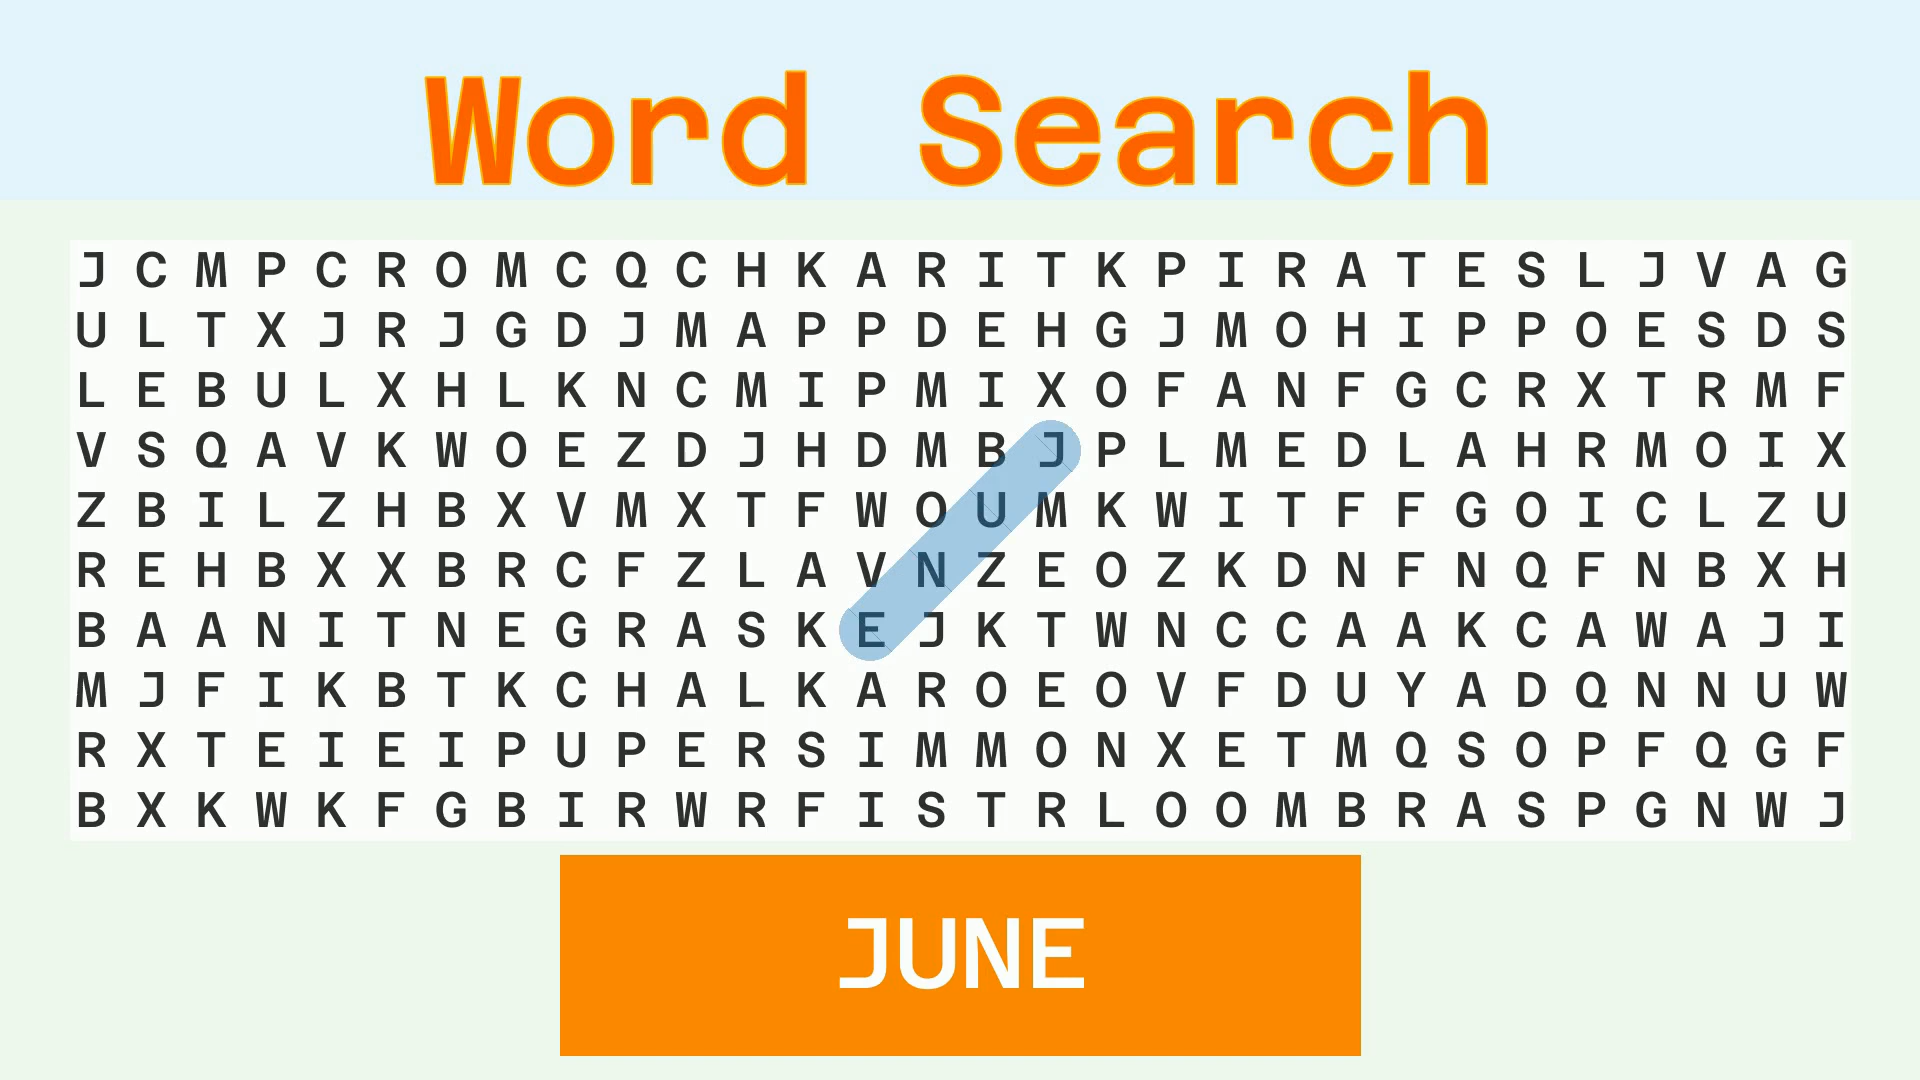 Word Search
J C M P C R O M C Q C H K A R I T K P I R A T E S L J V A G
U L T X J R J G D J M A P P D E H G J M O H I P P O E S D S
L E B U L X H L K N C M I P M I X O F A N F G C R X T R M F
V S Q A V K W O E Z D J H D M B J P L M E D L A H R M O I X
Z B I L Z H B X V M X T F W O U M K W I T F F G O I C L Z U
R E H B X X B R C F Z L A V N Z E O Z K D N F N Q F N B X H
B A A N I T N E G R A S K E J K T W N C C A A K C A W A J I
M J F I K B T K C H A L K A R O E O V F D U Y A D Q N N U W
R X T E I E I P U P E R S I M M O N X E T M Q S O P F Q G F
B X K W K F G B I R W R F I S T R L O O M B R A S P G N W J
JUNE